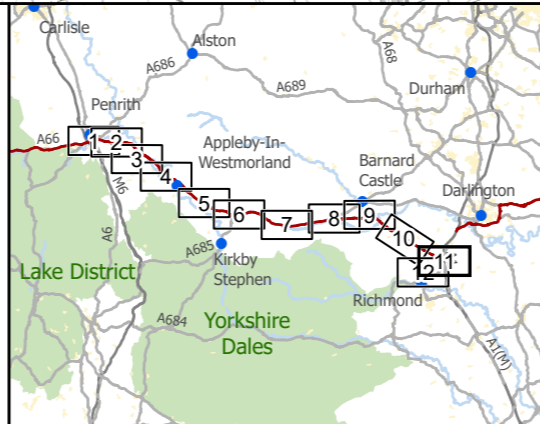 Carlisle
Alston
A68
A686
A689
Durham
Penrith
A66
1
2
3
4
5
6
7
8
9
10
11
12
Appleby-In-
Westmorland
Barnard
Castle
Darlington
M6
A6
A685
Kirkby
Stephen
Lake District
Richmond
A684
Yorkshire
Dales
A1(M)